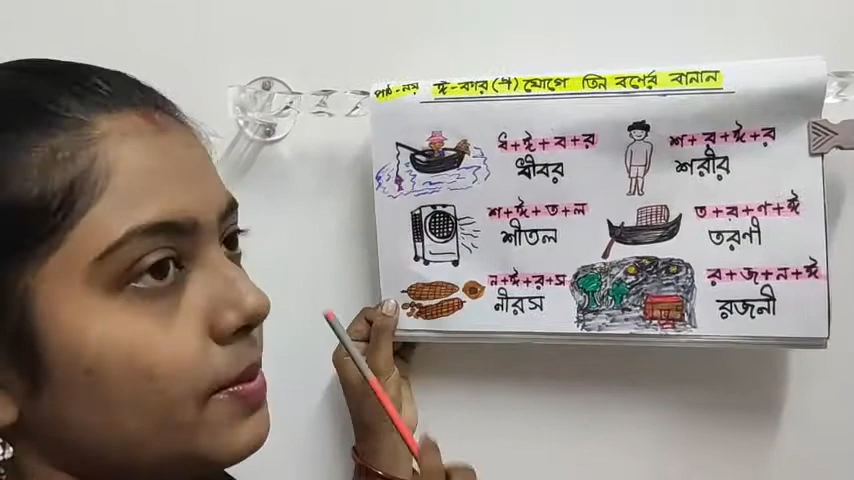 পাঠ-নয় ঈ-কার (ী) যোগে তিন বর্ণের বানান
ধ+ঈ+ব+র
ধীবর
শ+র+ঈ+র
শরীর
শ+ঈ+ত+ল
শীতল
ত+র+ণ+ঈ
তরণী
ন+ঈ+র+স
নীরস
র+জ+ন+ঈ
রজনী